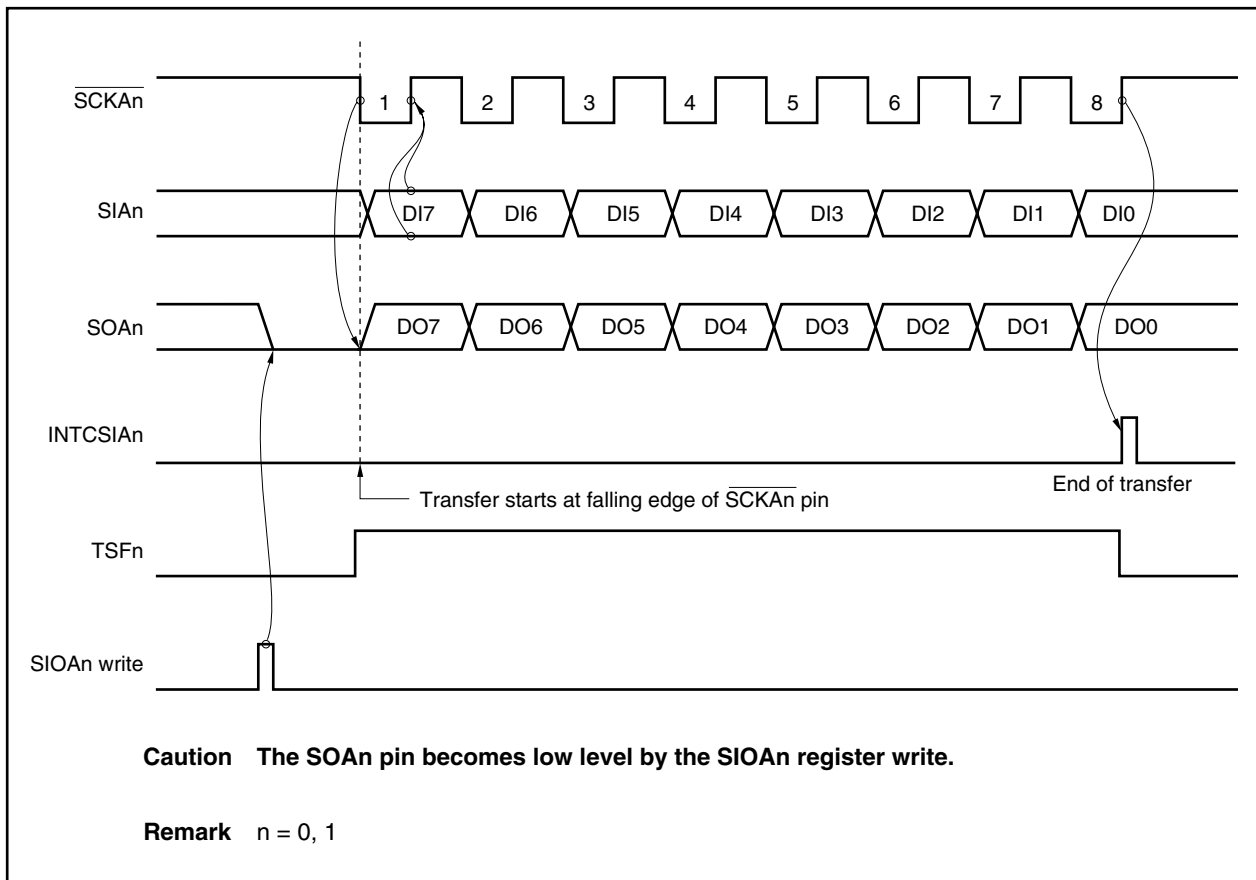 SCKAn
1 2 3 4 5 6 7 8
SIAn
DI7 DI6 DI5 DI4 DI3 DI2 DI1 DI0
SOAn
DO7 DO6 DO5 DO4 DO3 DO2 DO1 DO0
INTCSIAn
End of transfer
Transfer starts at falling edge of SCKAn pin
TSFn
SIOAn write
Caution The SOAn pin becomes low level by the SIOAn register write.
Remark n = 0, 1